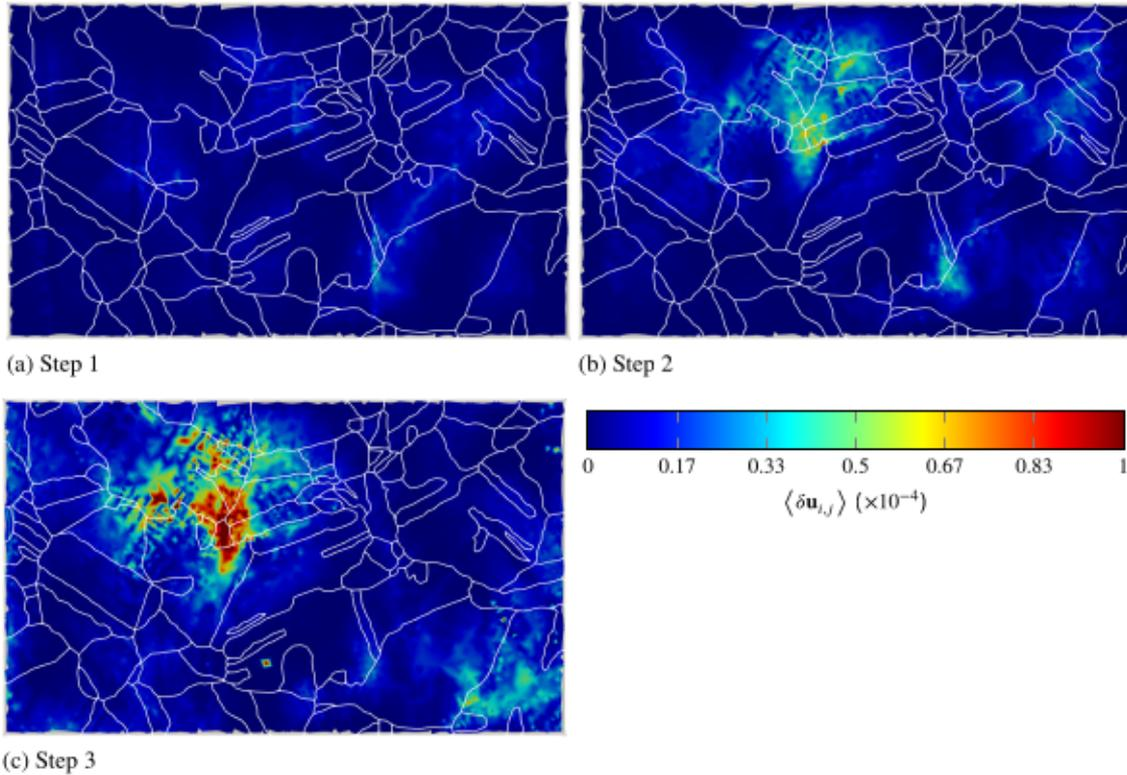 (a) Step 1
(b) Step 2
0 0.17 0.33 0.5 0.67 0.83 1
⟨δu_{i,j}⟩ (×10⁻⁴)
(c) Step 3